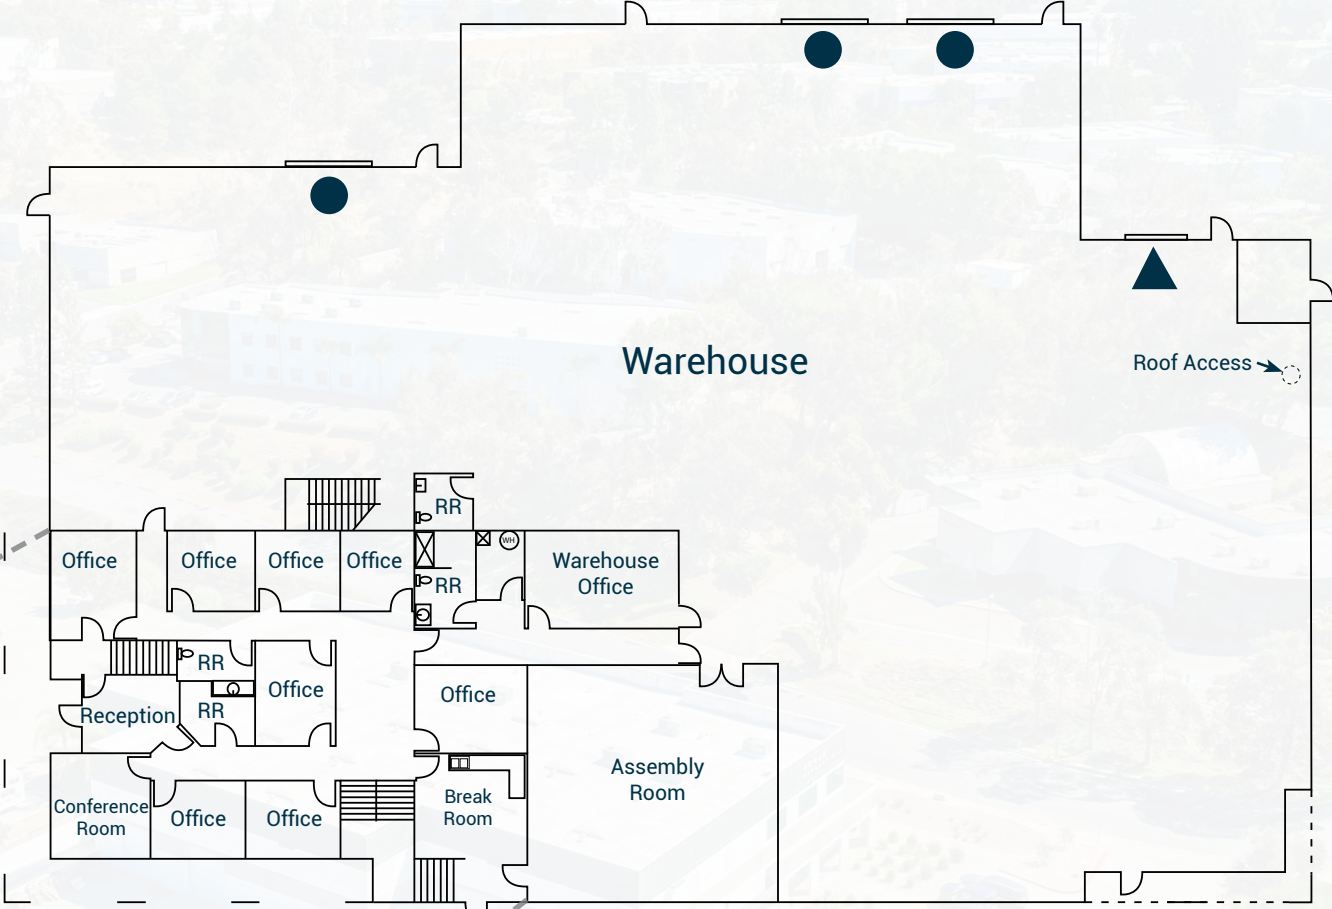 Warehouse
Roof Access
RR
Office
Office
Office
Office
WH
RR
Warehouse
Office
RR
Office
Office
Reception
RR
Assembly
Room
Conference
Room
Office
Office
Break
Room